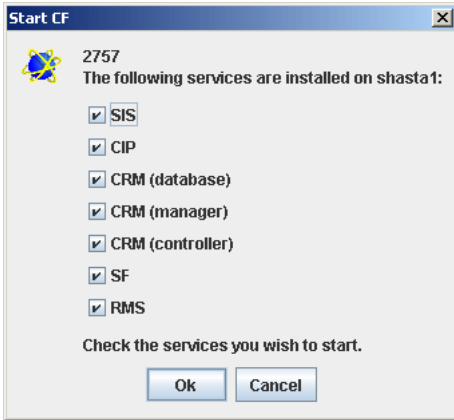 Start CF
2757
The following services are installed on shasta1:
SIS
CIP
CRM (database)
CRM (manager)
CRM (controller)
SF
RMS
Check the services you wish to start.
Ok Cancel